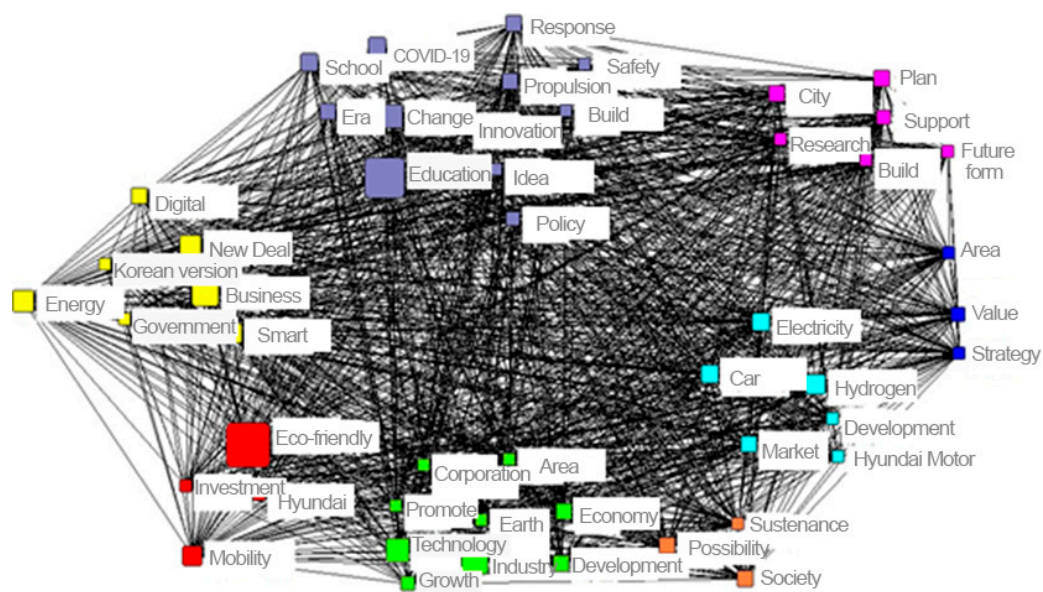 Response
COVID-19
School
Safety
Propulsion
Plan
City
Era
Change
Innovation
Build
Support
Research
Future
form
Build
Education
Idea
Digital
Policy
New Deal
Area
Korean version
Energy
Business
Government
Smart
Electricity
Value
Strategy
Car
Hydrogen
Development
Eco-friendly
Market
Hyundai Motor
Corporation
Area
Investment
Hyundai
Promote
Earth
Economy
Sustenance
Technology
Possibility
Mobility
Industry
Development
Growth
Society